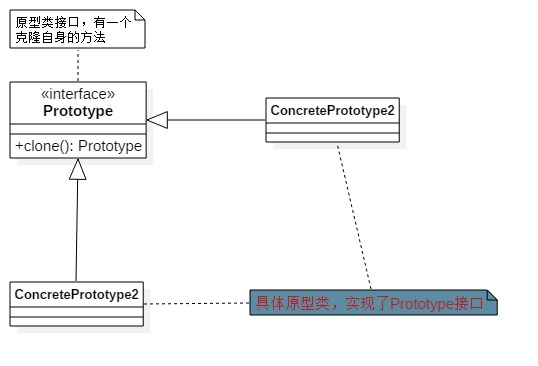 原型类接口，有一个
克隆自身的方法
«interface»
Prototype
+clone(): Prototype
ConcretePrototype2
ConcretePrototype2
具体原型类，实现了Prototype接口